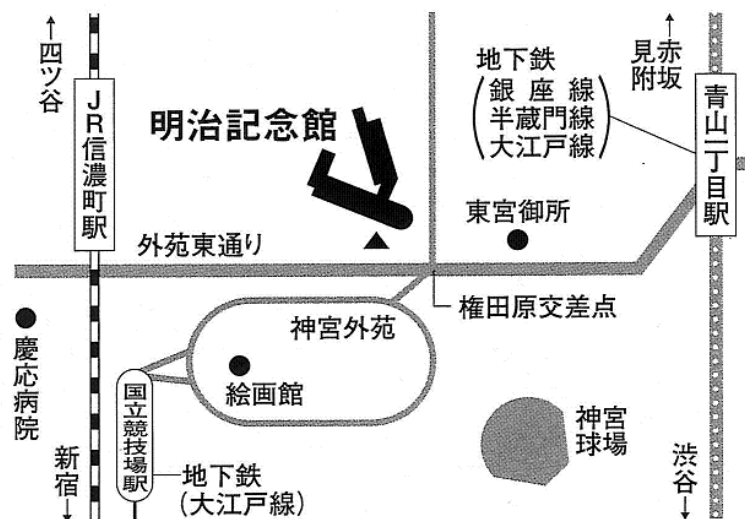 ↑四ツ谷
JR信濃町駅
明治記念館
地下鉄
銀座線
半蔵門線
大江戸線
↑赤坂
見附
青山一丁目駅
外苑東通り
東宮御所
権田原交差点
慶応病院
神宮外苑
絵画館
国立競技場駅
地下鉄
(大江戸線)
新宿↓
神宮
球場
渋谷↓